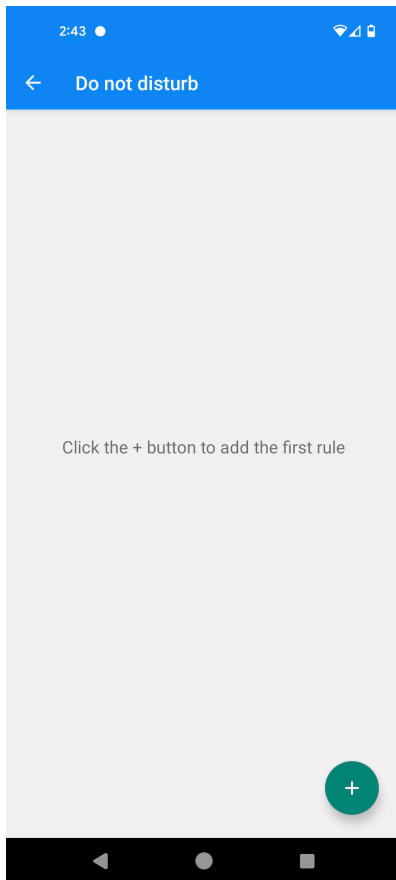 2:43
Do not disturb
Click the + button to add the first rule
+